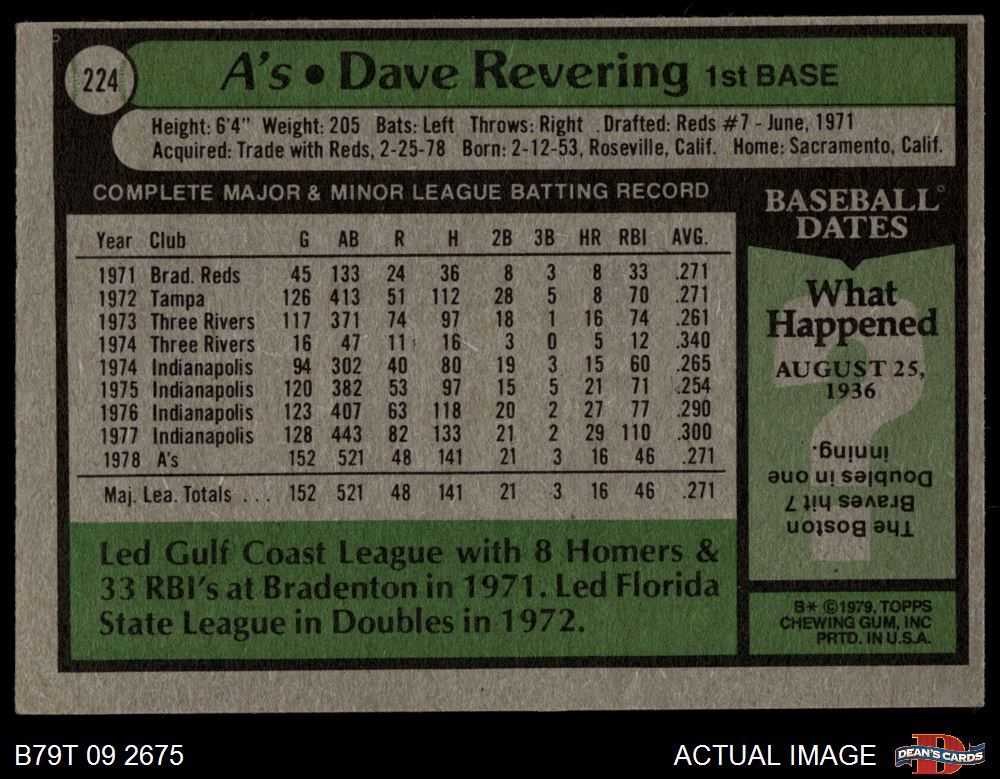 224
A's • Dave Revering 1st BASE
Height: 6'4" Weight: 205 Bats: Left Throws: Right Drafted: Reds #7 - June, 1971
Acquired: Trade with Reds, 2-25-78 Born: 2-12-53, Roseville, Calif. Home: Sacramento, Calif.
COMPLETE MAJOR & MINOR LEAGUE BATTING RECORD
Year Club G AB R H 2B 3B HR RBI AVG.
1971 Brad. Reds 45 133 24 36 8 3 8 33 .271
1972 Tampa 126 413 51 112 28 5 8 70 .271
1973 Three Rivers 117 371 74 97 18 1 16 74 .261
1974 Three Rivers 16 47 11 16 3 0 5 12 .340
1974 Indianapolis 94 302 40 80 19 3 15 60 .265
1975 Indianapolis 120 382 53 97 15 5 21 71 .254
1976 Indianapolis 123 407 63 118 20 2 27 77 .290
1977 Indianapolis 128 443 82 133 21 2 29 110 .300
1978 A's 152 521 48 141 21 3 16 46 .271
Maj. Lea. Totals . . . 152 521 48 141 21 3 16 46 .271
Led Gulf Coast League with 8 Homers &
33 RBI's at Bradenton in 1971. Led Florida
State League in Doubles in 1972.
BASEBALL
DATES
What
Happened
AUGUST 25,
1936
?
The Boston
Braves hit 7
Doubles in one
inning.
B* ©1979, TOPPS
CHEWING GUM, INC
PRTD. IN U.S.A.
B79T 09 2675
ACTUAL IMAGE
DEAN'S CARDS